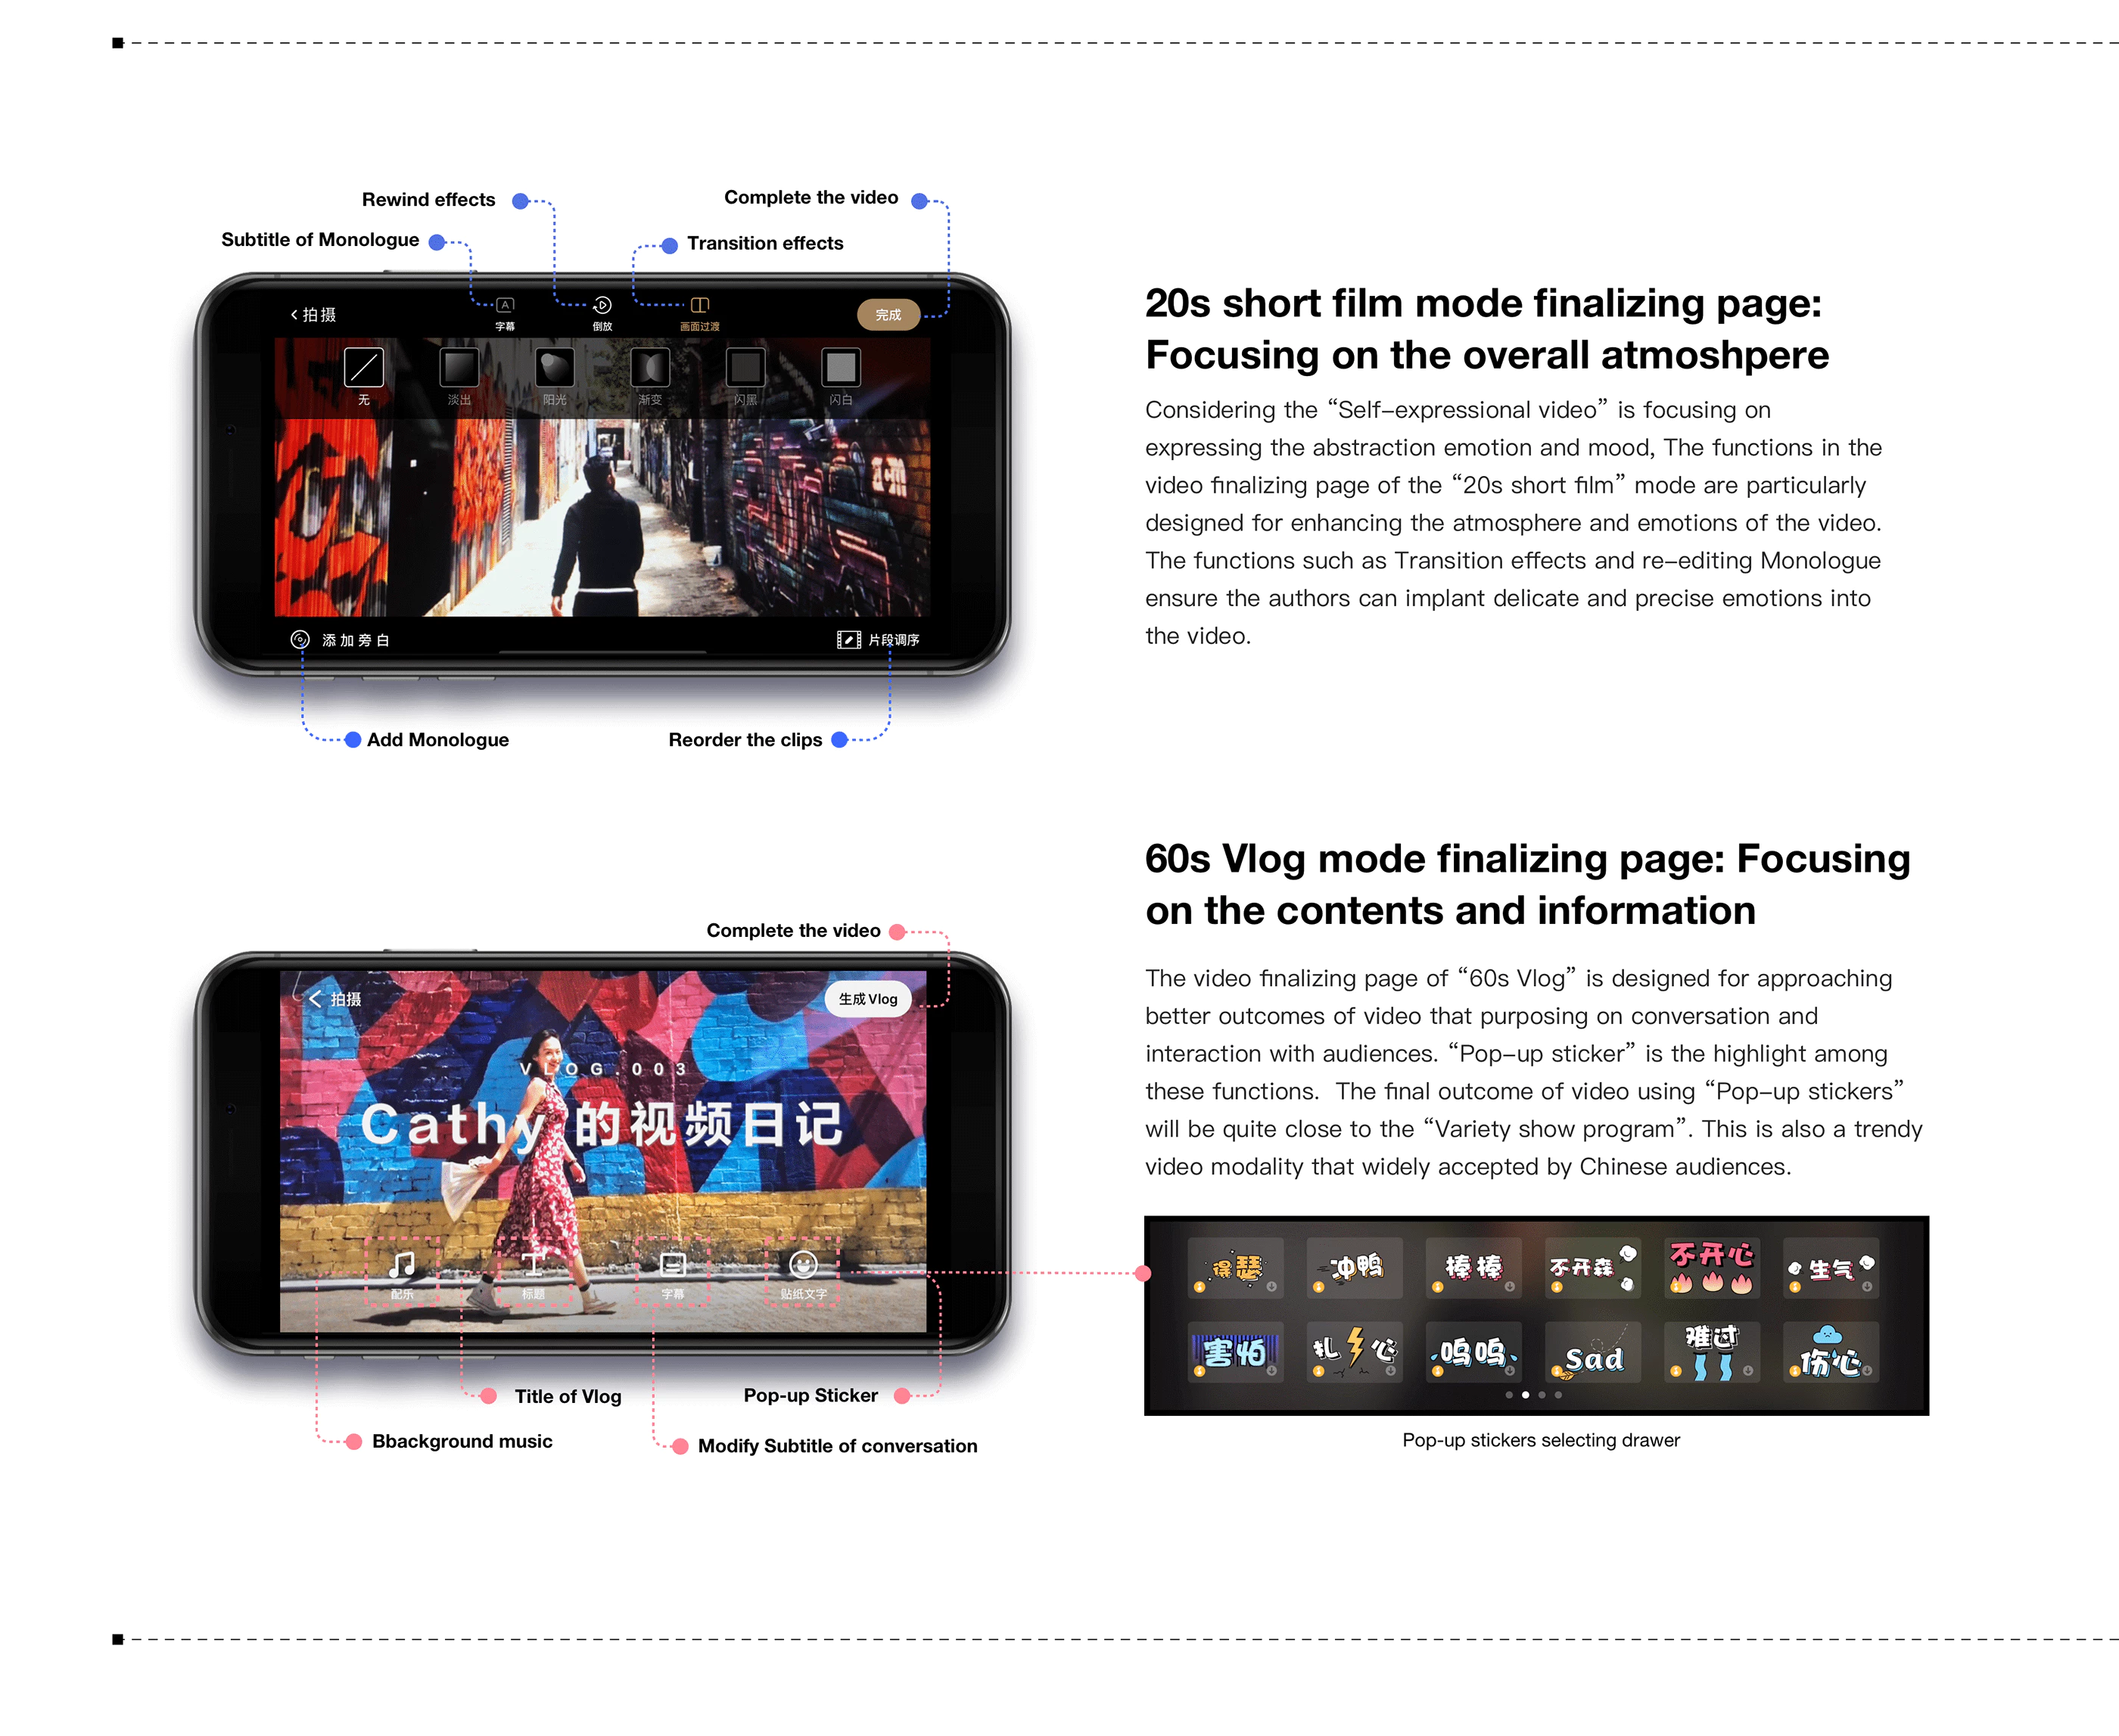 Rewind effects
Complete the video
Subtitle of Monologue
Transition effects
拍摄
字幕
倒放
画面过渡
完成
无
淡出
阳光
渐变
闪黑
闪白
添加旁白
片段调序
Add Monologue
Reorder the clips
20s short film mode finalizing page:
Focusing on the overall atmoshpere
Considering the “Self-expressional video” is focusing on
expressing the abstraction emotion and mood, The functions in the
video finalizing page of the “20s short film” mode are particularly
designed for enhancing the atmosphere and emotions of the video.
The functions such as Transition effects and re-editing Monologue
ensure the authors can implant delicate and precise emotions into
the video.
Complete the video
拍摄
生成 Vlog
VLOG.003
Cathy 的视频日记
配乐
标题
字幕
贴纸文字
Title of Vlog
Pop-up Sticker
Bbackground music
Modify Subtitle of conversation
60s Vlog mode finalizing page: Focusing
on the contents and information
The video finalizing page of “60s Vlog” is designed for approaching
better outcomes of video that purposing on conversation and
interaction with audiences. “Pop-up sticker” is the highlight among
these functions.  The final outcome of video using “Pop-up stickers”
will be quite close to the “Variety show program”. This is also a trendy
video modality that widely accepted by Chinese audiences.
得瑟
冲鸭
棒棒
不开森
不开心
生气
害怕
扎心
呜呜
Sad
难过
伤心
Pop-up stickers selecting drawer